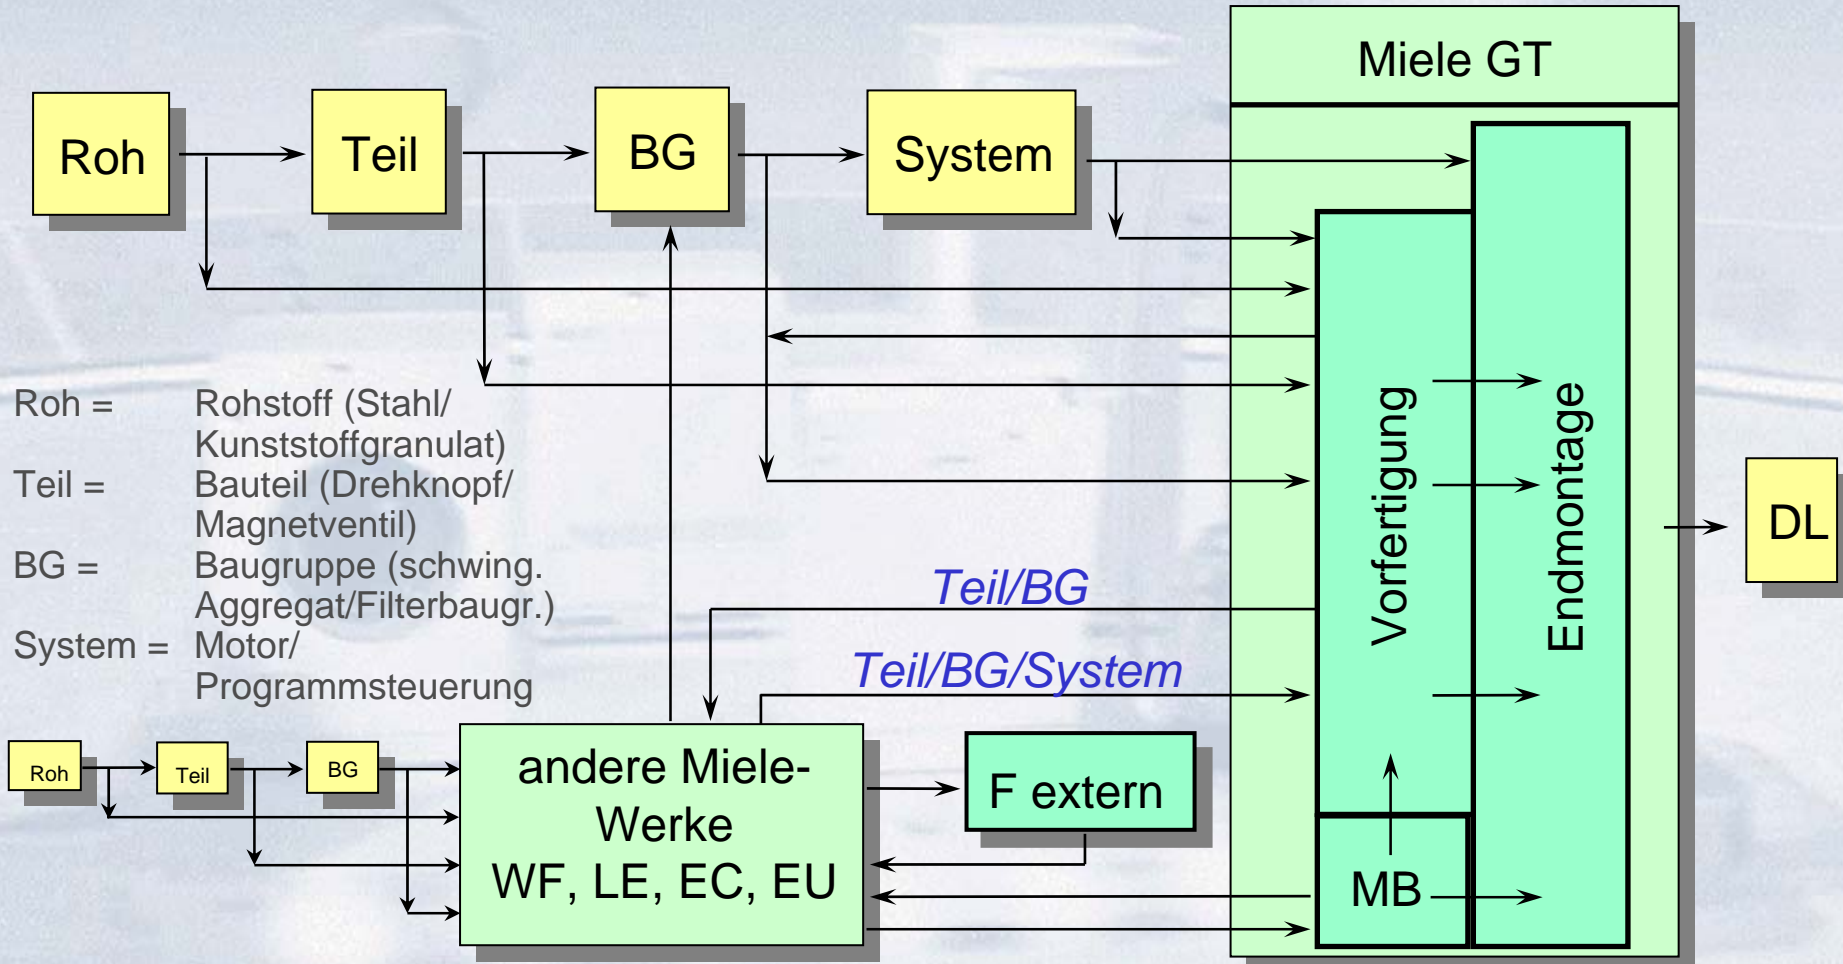 Miele GT
Roh
Teil
BG
System
Roh = Rohstoff (Stahl/
Kunststoffgranulat)
Teil = Bauteil (Drehknopf/
Magnetventil)
BG = Baugruppe (schwing.
Aggregat/Filterbaugr.)
System = Motor/
Programmsteuerung
Vorfertigung
Endmontage
DL
Teil/BG
Teil/BG/System
Roh
Teil
BG
andere Miele-
Werke
WF, LE, EC, EU
F extern
MB